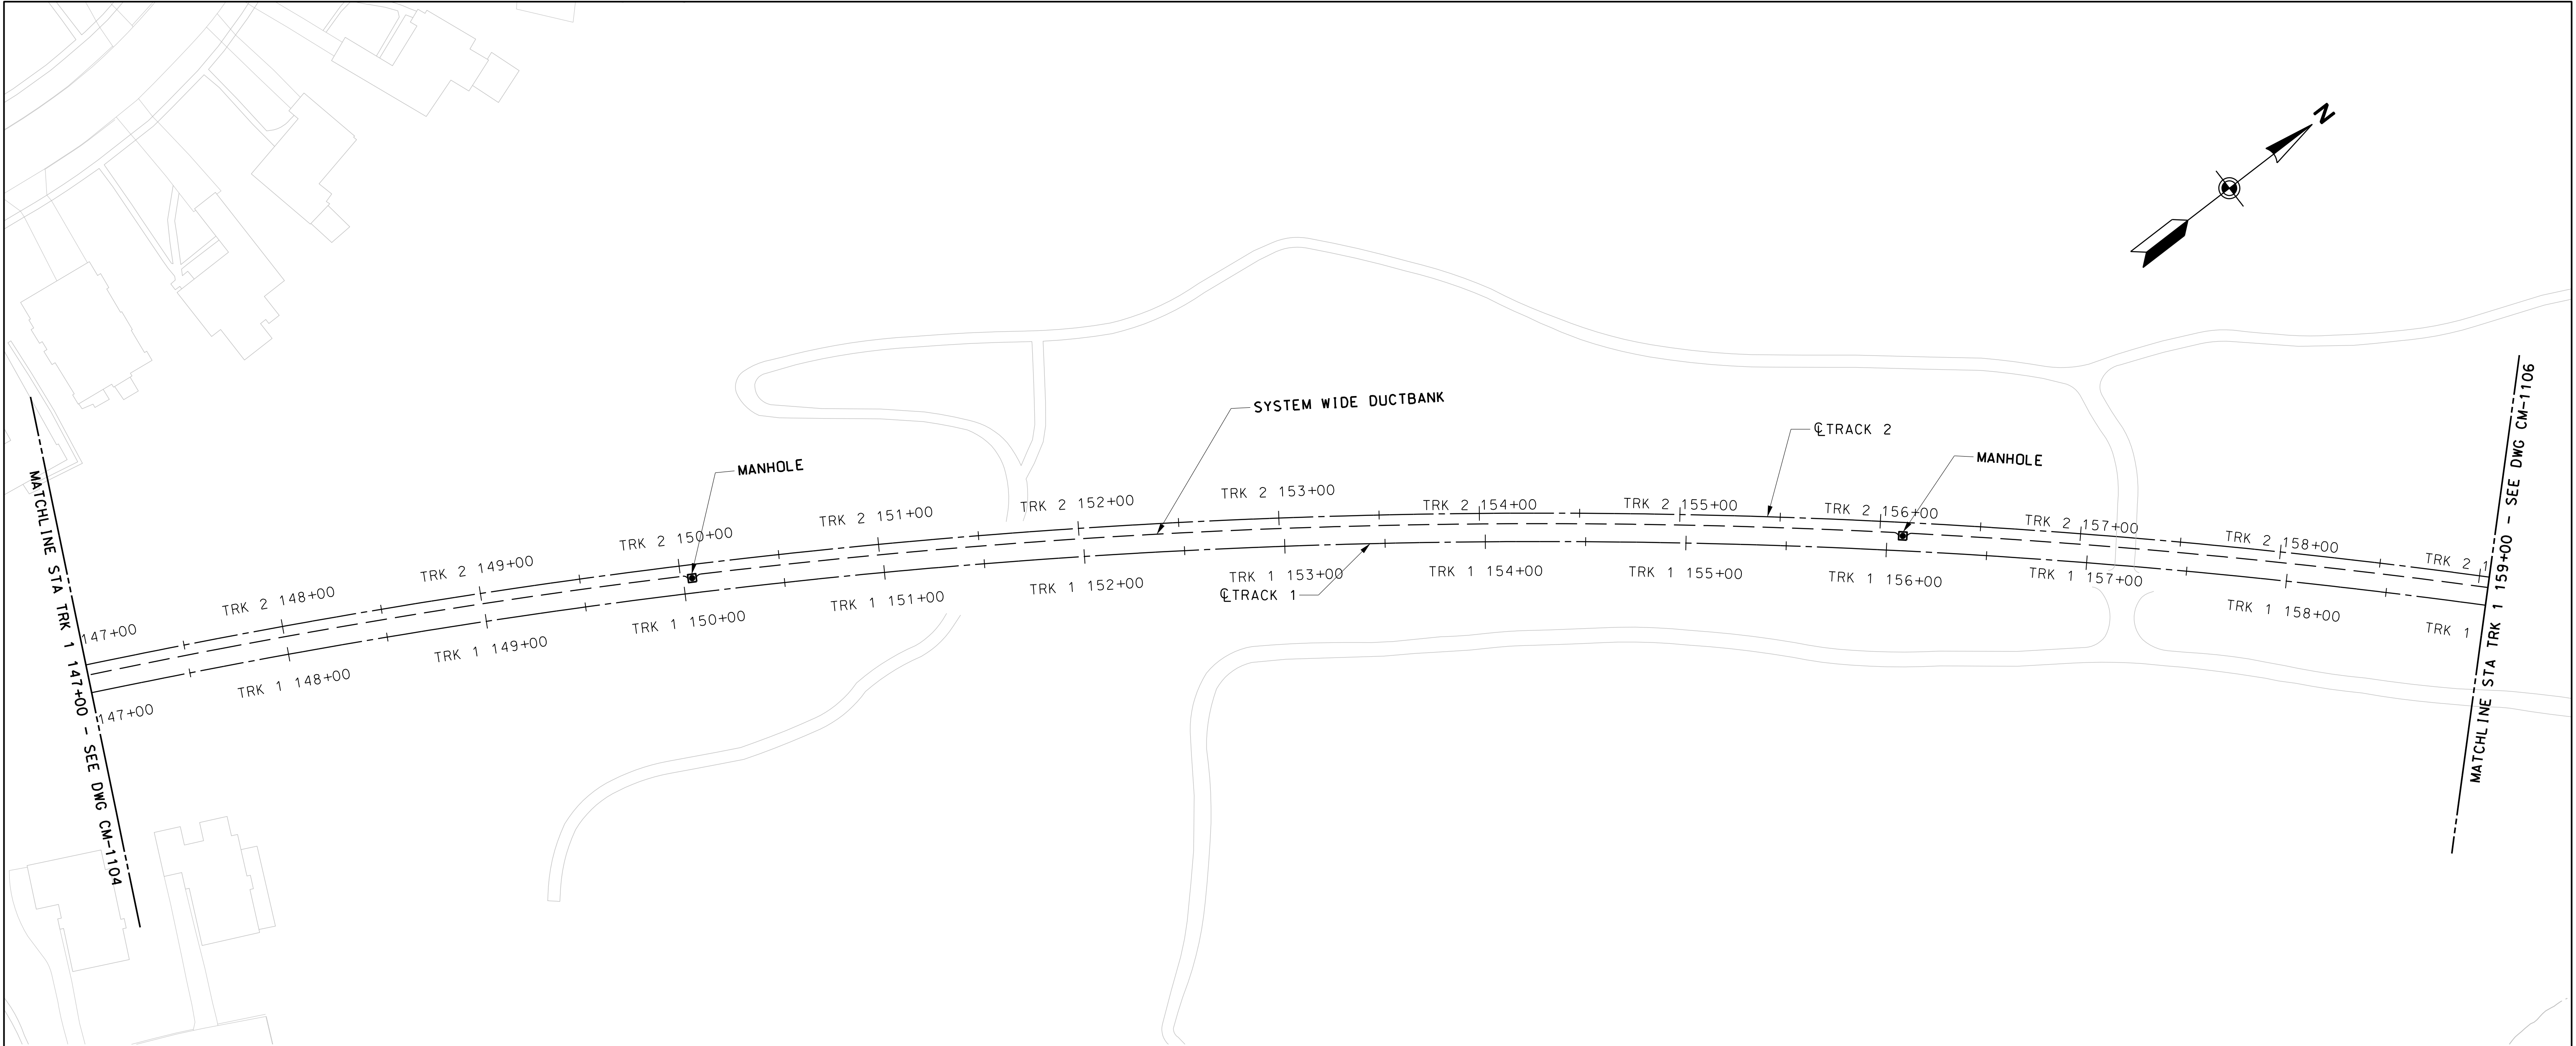 N
MATCHLINE STA TRK 1 147+00 - SEE DWG CM-1104
MATCHLINE STA TRK 1 159+00 - SEE DWG CM-1106
SYSTEM WIDE DUCTBANK
℄ TRACK 2
MANHOLE
MANHOLE
147+00
TRK 2 148+00
TRK 2 149+00
TRK 2 150+00
TRK 2 151+00
TRK 2 152+00
TRK 2 153+00
TRK 2 154+00
TRK 2 155+00
TRK 2 156+00
TRK 2 157+00
TRK 2 158+00
TRK 2 1
147+00
TRK 1 148+00
TRK 1 149+00
TRK 1 150+00
TRK 1 151+00
TRK 1 152+00
TRK 1 153+00
TRK 1 154+00
TRK 1 155+00
TRK 1 156+00
TRK 1 157+00
TRK 1 158+00
TRK 1
℄ TRACK 1